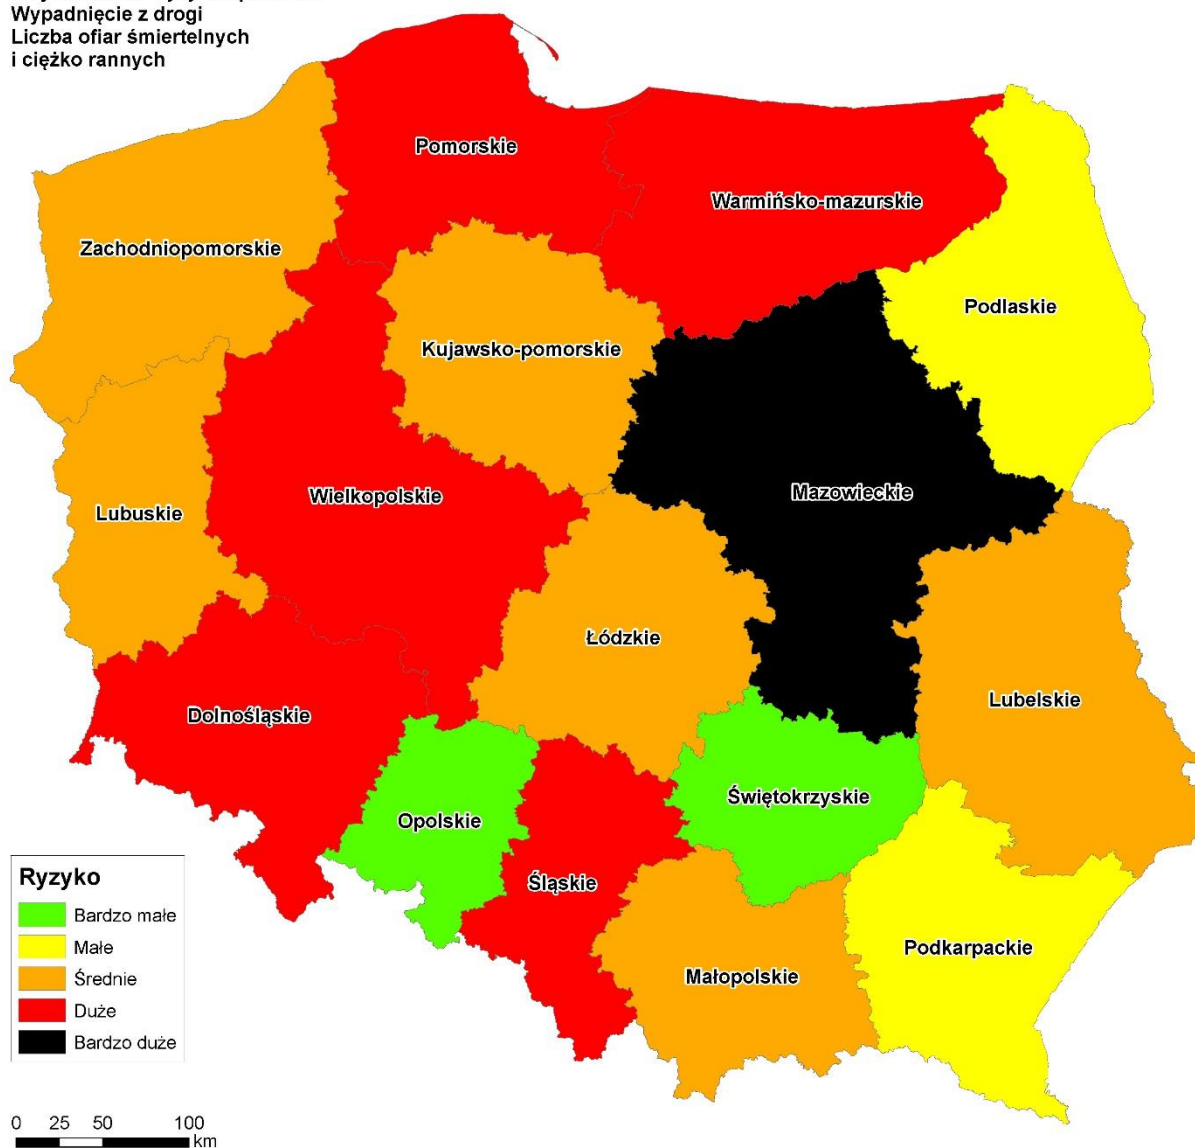 Wypadnięcie z drogi
Liczba ofiar śmiertelnych
i ciężko rannych
Pomorskie
Warmińsko-mazurskie
Zachodniopomorskie
Podlaskie
Kujawsko-pomorskie
Mazowieckie
Wielkopolskie
Lubuskie
Łódzkie
Lubelskie
Dolnośląskie
Świętokrzyskie
Opolskie
Śląskie
Podkarpackie
Małopolskie
Ryzyko
Bardzo małe
Małe
Średnie
Duże
Bardzo duże
0 25 50 100
km